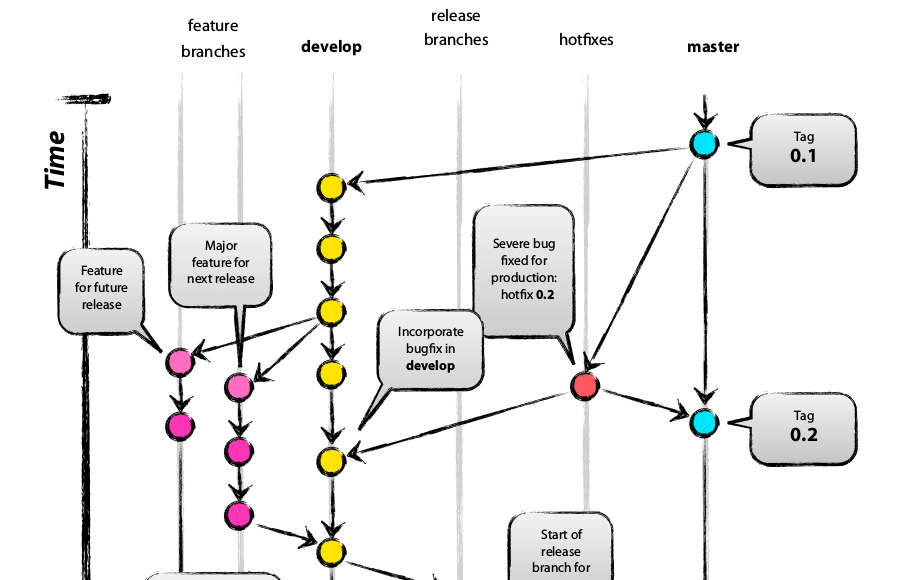 feature
branches
develop
release
branches
hotfixes
master
Time
Tag
0.1
Major
feature for
next release
Severe bug
fixed for
production:
hotfix 0.2
Feature
for future
release
Incorporate
bugfix in
develop
Tag
0.2
Start of
release
branch for